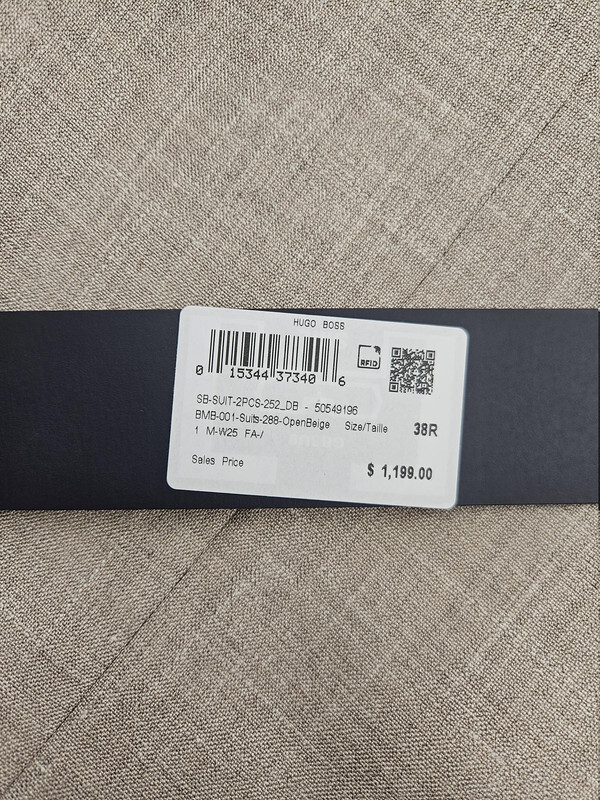 HUGO BOSS
RFID
0 15344 37340 6
SB-SUIT-2PCS-252_DB - 50549196
BMB-001-Suits-288-OpenBeige Size/Taille 38R
1 M-W25 FA-/
Sales Price $ 1,199.00